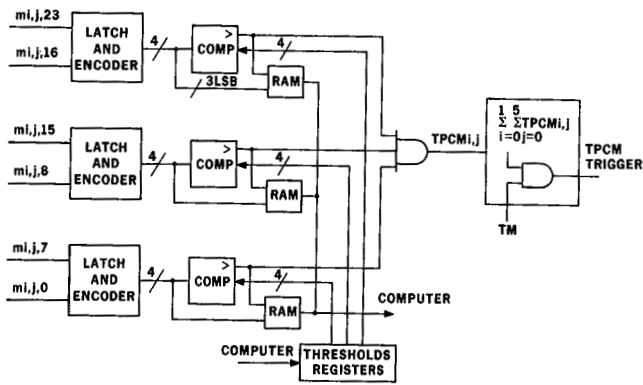 mi,j,23
mi,j,16
LATCH
AND
ENCODER
4
COMP
>
4
3LSB
RAM
mi,j,15
mi,j,8
LATCH
AND
ENCODER
4
COMP
>
4
RAM
mi,j,7
mi,j,0
LATCH
AND
ENCODER
4
COMP
>
4
RAM
COMPUTER
COMPUTER
THRESHOLDS
REGISTERS
TPCMi,j
1 5
Σ ΣTPCMi,j
i=0j=0
TM
TPCM
TRIGGER